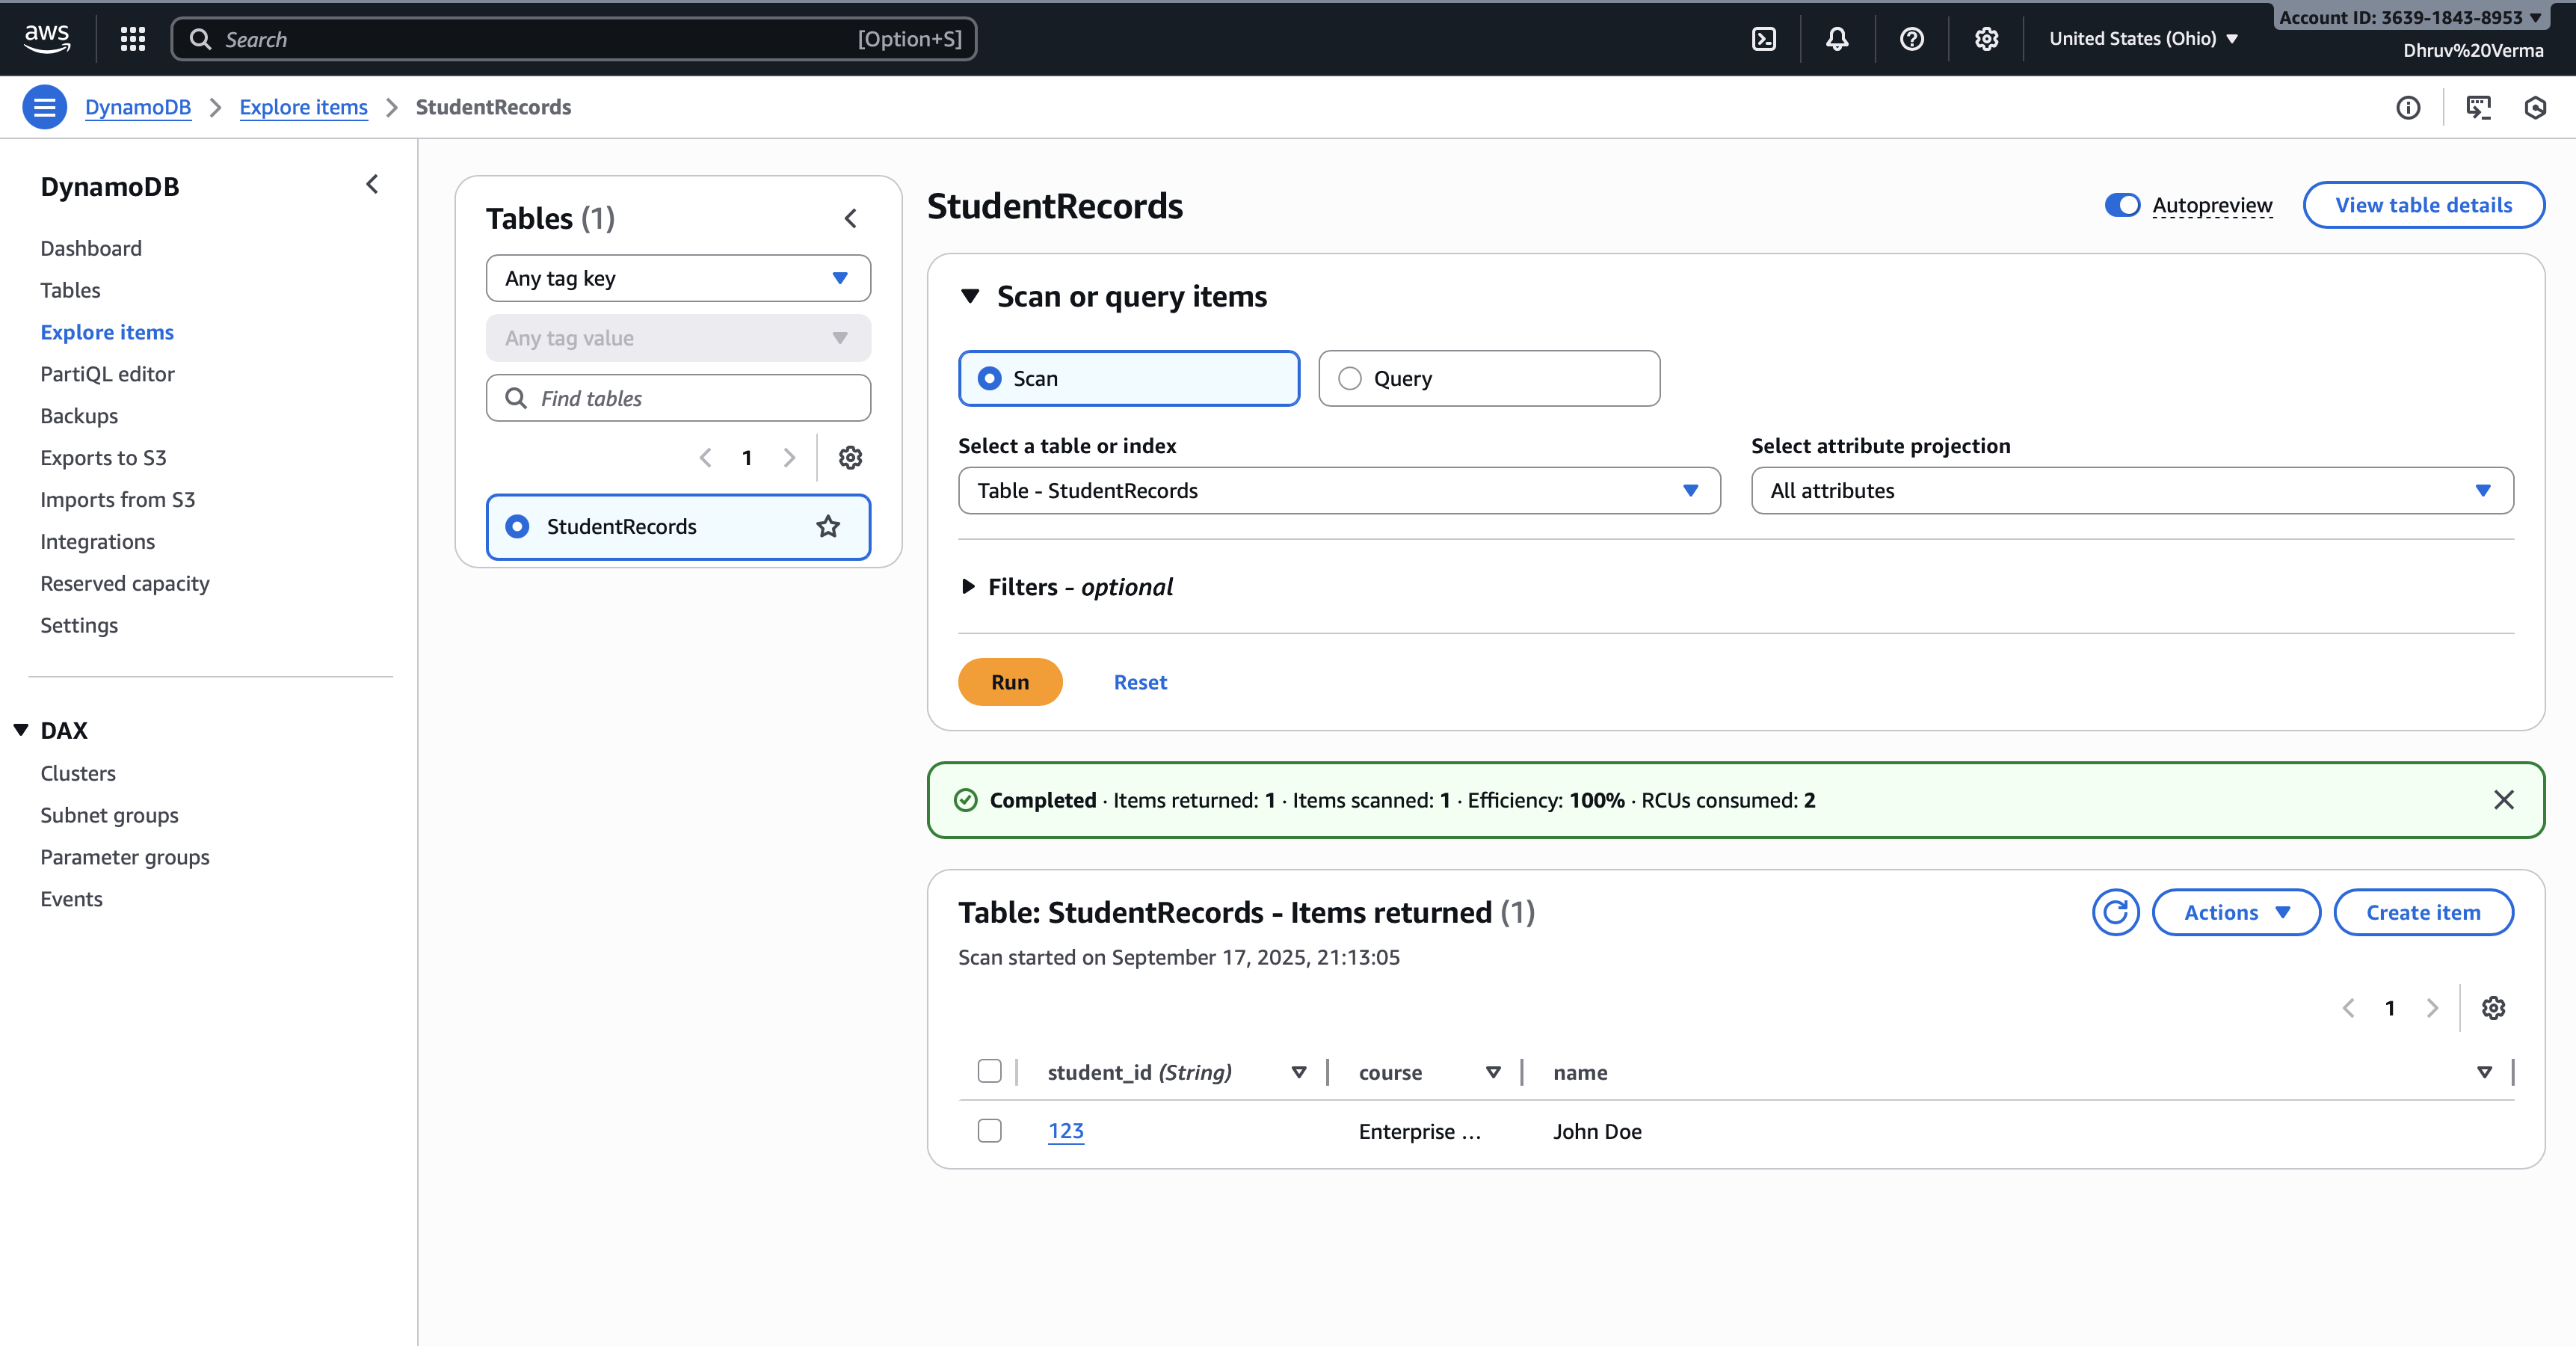 aws
Search
[Option+S]
United States (Ohio)
Account ID: 3639-1843-8953
Dhruv%20Verma
DynamoDB
Explore items
StudentRecords
DynamoDB
Dashboard
Tables
Explore items
PartiQL editor
Backups
Exports to S3
Imports from S3
Integrations
Reserved capacity
Settings
DAX
Clusters
Subnet groups
Parameter groups
Events
Tables (1)
Any tag key
Any tag value
Find tables
1
StudentRecords
StudentRecords
Autopreview
View table details
Scan or query items
Scan
Query
Select a table or index
Table - StudentRecords
Select attribute projection
All attributes
Filters - optional
Run
Reset
Completed · Items returned: 1 · Items scanned: 1 · Efficiency: 100% · RCUs consumed: 2
Table: StudentRecords - Items returned (1)
Scan started on September 17, 2025, 21:13:05
Actions
Create item
1
student_id (String)
course
name
123
Enterprise ...
John Doe